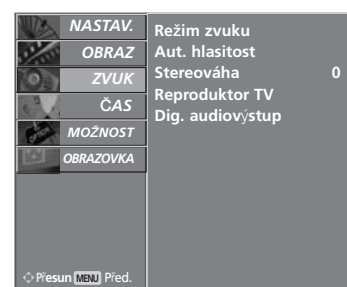 NASTAV.
OBRAZ
ZVUK
ČAS
MOŽNOST
OBRAZOVKA
Přesun MENU Před.
Režim zvuku
Aut. hlasitost
Stereováha 0
Reproduktor TV
Dig. audiovýstup